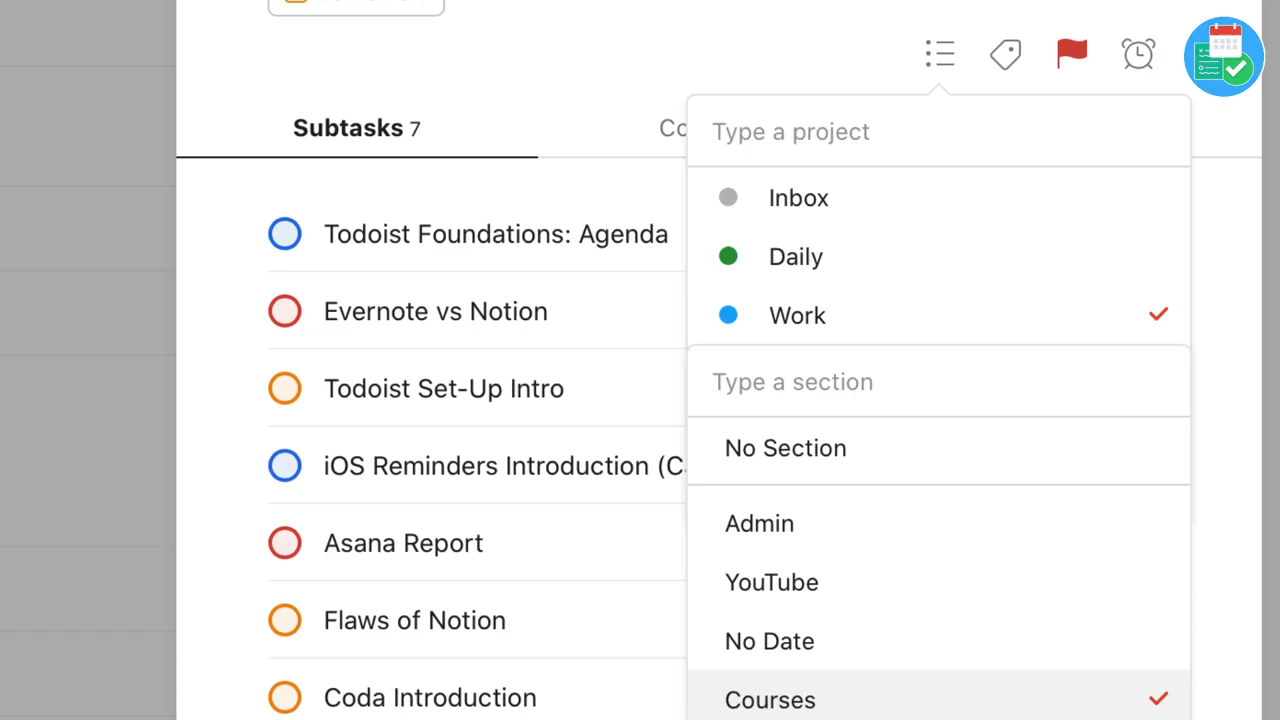 Subtasks 7
Co
Type a project
Inbox
Daily
Work
Type a section
No Section
Admin
YouTube
No Date
Courses
Todoist Foundations: Agenda
Evernote vs Notion
Todoist Set-Up Intro
iOS Reminders Introduction (C
Asana Report
Flaws of Notion
Coda Introduction